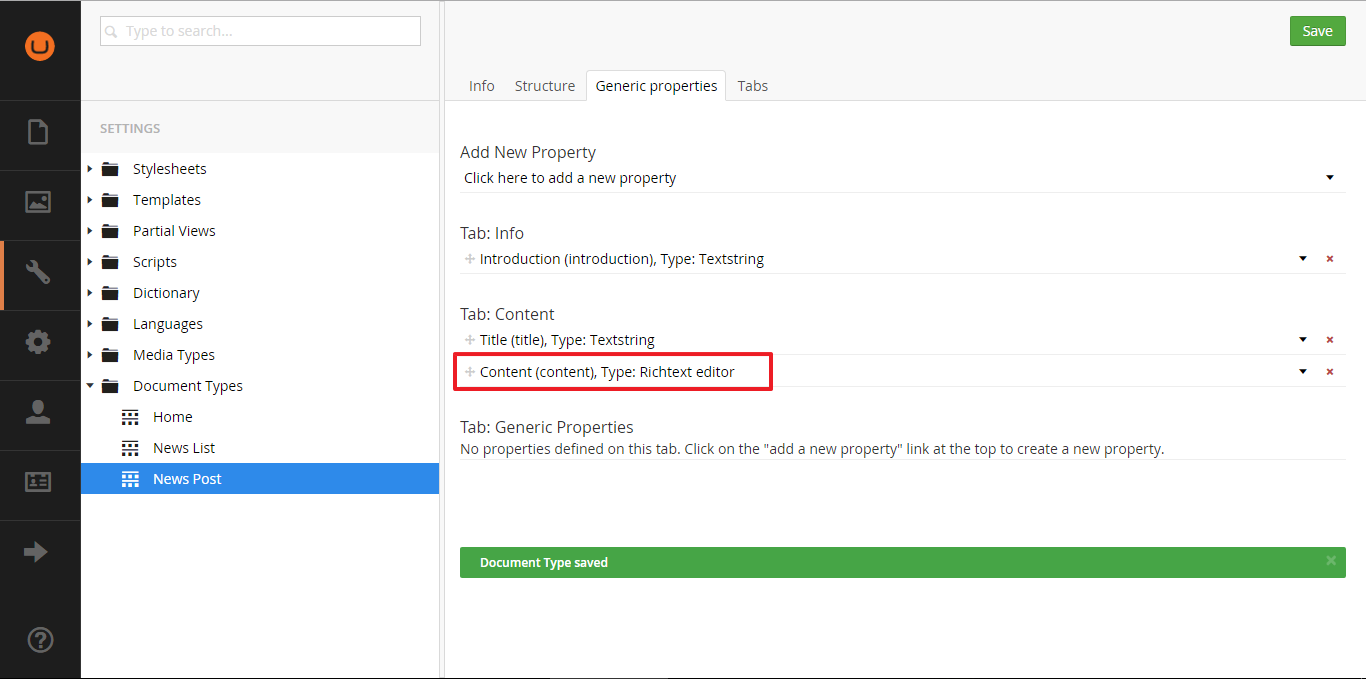 Type to search...
Save
Info
Structure
Generic properties
Tabs
SETTINGS
Stylesheets
Templates
Partial Views
Scripts
Dictionary
Languages
Media Types
Document Types
Home
News List
News Post
Add New Property
Click here to add a new property
Tab: Info
Introduction (introduction), Type: Textstring
Tab: Content
Title (title), Type: Textstring
Content (content), Type: Richtext editor
Tab: Generic Properties
No properties defined on this tab. Click on the "add a new property" link at the top to create a new property.
Document Type saved